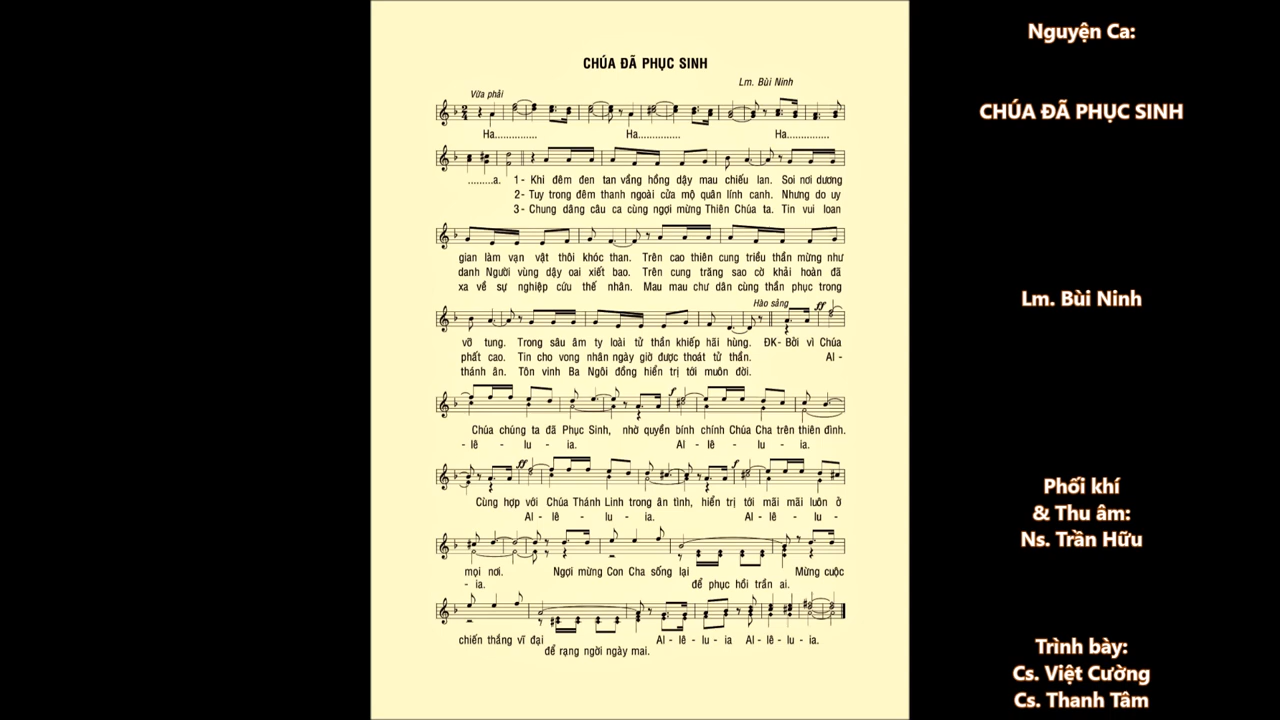 CHÚA ĐÃ PHỤC SINH
Lm. Bùi Ninh
Vừa phải
Ha.............. Ha.............. Ha..............
.........a. 1- Khi đêm đen tan vầng hồng dậy mau chiếu lan. Soi nơi dương
2- Tuy trong đêm thanh ngoài cửa mộ quân lính canh. Nhưng do uy
3- Chung dâng câu ca cùng ngợi mừng Thiên Chúa ta. Tin vui loan
gian làm vạn vật thôi khóc than. Trên cao thiên cung triều thần mừng như
danh Người vùng dậy oai xiết bao. Trên cung trăng sao cờ khải hoàn đã
xa về sự nghiệp cứu thế nhân. Mau mau chư dân cùng thần phục trong
Hào sảng ff
vỡ tung. Trong sâu âm ty loài tử thần khiếp hãi hùng. ĐK- Bởi vì Chúa
phất cao. Tin cho vong nhân ngày giờ được thoát tử thần. Al-
thánh ân. Tôn vinh Ba Ngôi đồng hiển trị tới muôn đời.
f
Chúa chúng ta đã Phục Sinh, nhờ quyền bính chính Chúa Cha trên thiên đình.
- lê - lu - ia. Al - lê - lu - ia.
ff f
Cùng hợp với Chúa Thánh Linh trong ân tình, hiển trị tới mãi mãi luôn ở
Al - lê - lu - ia. Al - lê - lu -
mọi nơi. Ngợi mừng Con Cha sống lại Mừng cuộc
- ia. để phục hồi trần ai.
chiến thắng vĩ đại Al - lê - lu - ia Al - lê - lu - ia.
để rạng ngời ngày mai.
Nguyện Ca:
CHÚA ĐÃ PHỤC SINH
Lm. Bùi Ninh
Phối khí
& Thu âm:
Ns. Trần Hữu
Trình bày:
Cs. Việt Cường
Cs. Thanh Tâm